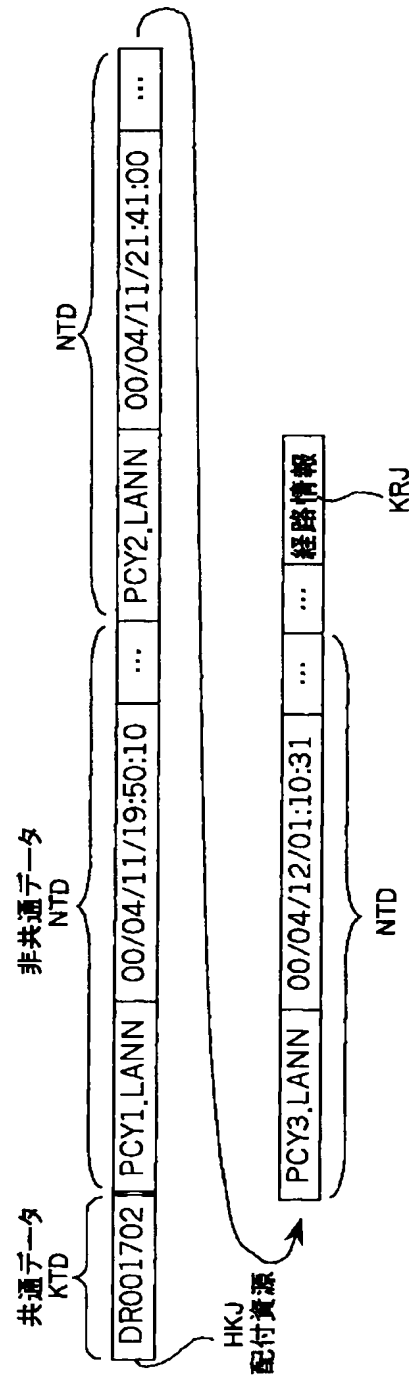 共通データ
KTD
非共通データ
NTD
NTD
DR001702 PCY1.LANN 00/04/11/19:50:10 … PCY2.LANN 00/04/11/21:41:00 …
HKJ
配付資源
PCY3.LANN 00/04/12/01:10:31 … … 経路情報
NTD
KRJ